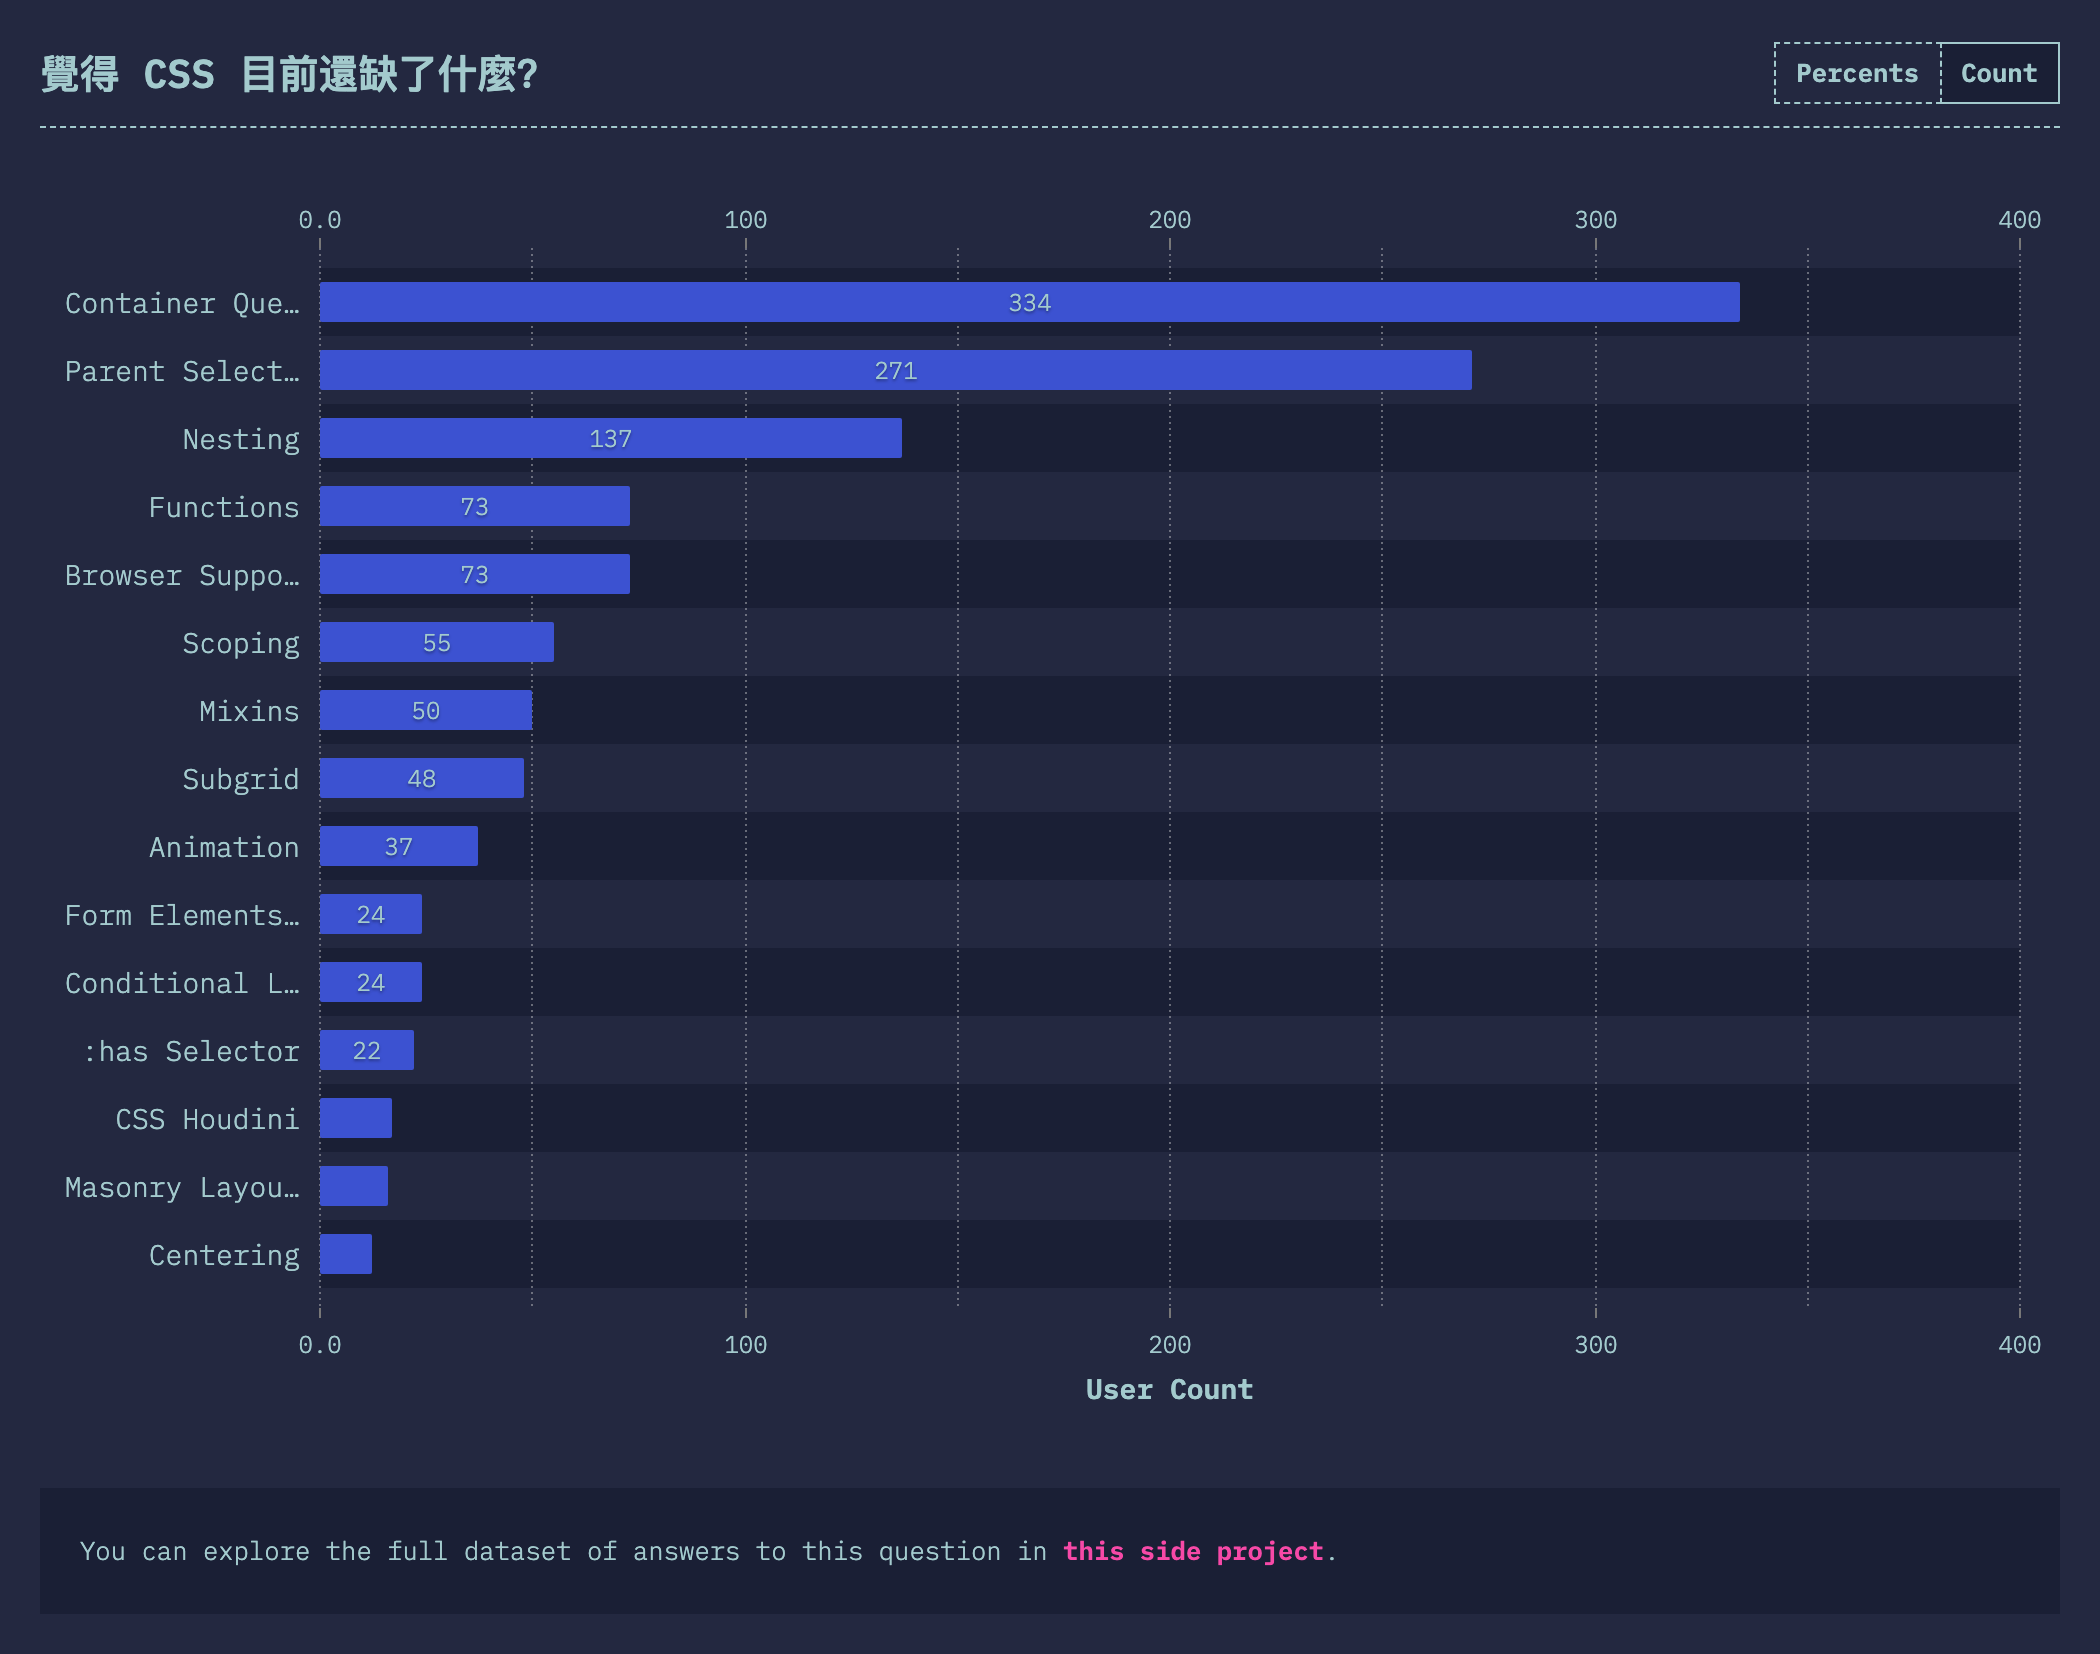 覺得 CSS 目前還缺了什麼?
Percents Count
0.0 100 200 300 400
Container Que… 334
Parent Select… 271
Nesting 137
Functions 73
Browser Suppo… 73
Scoping 55
Mixins 50
Subgrid 48
Animation 37
Form Elements… 24
Conditional L… 24
:has Selector 22
CSS Houdini
Masonry Layou…
Centering
0.0 100 200 300 400
User Count
You can explore the full dataset of answers to this question in this side project.